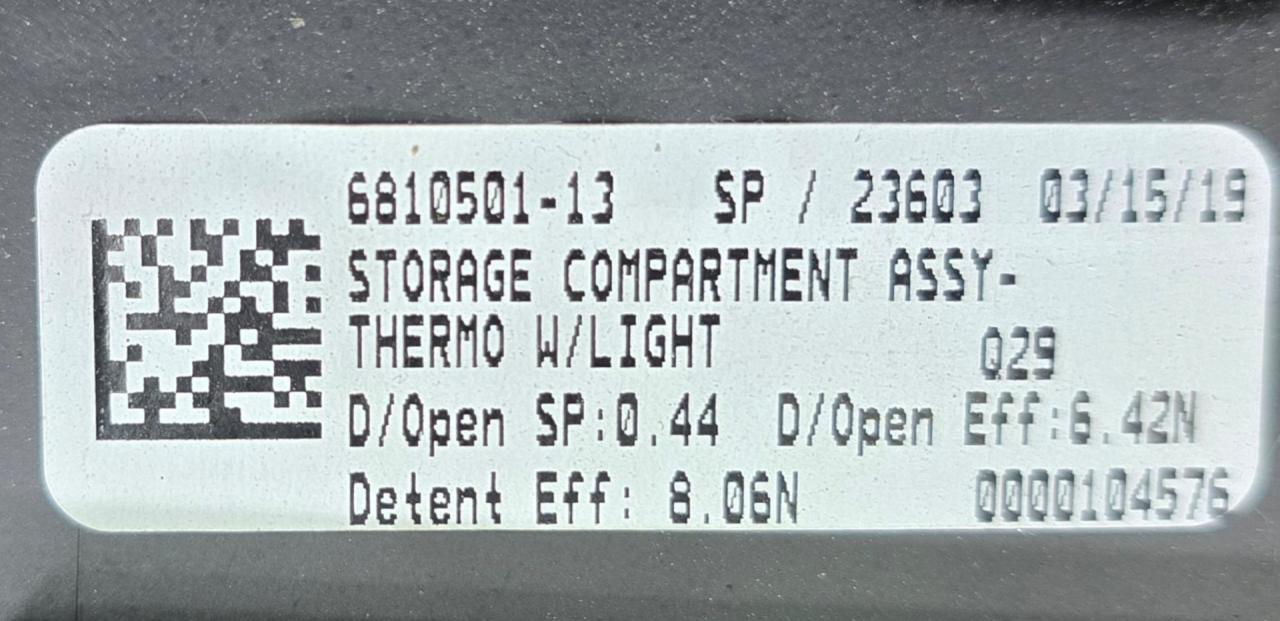 6810501-13 SP / 23603 03/15/19
STORAGE COMPARTMENT ASSY-
THERMO W/LIGHT Q29
D/Open SP:0.44 D/Open Eff:6.42N
Detent Eff: 8.06N 0000104576